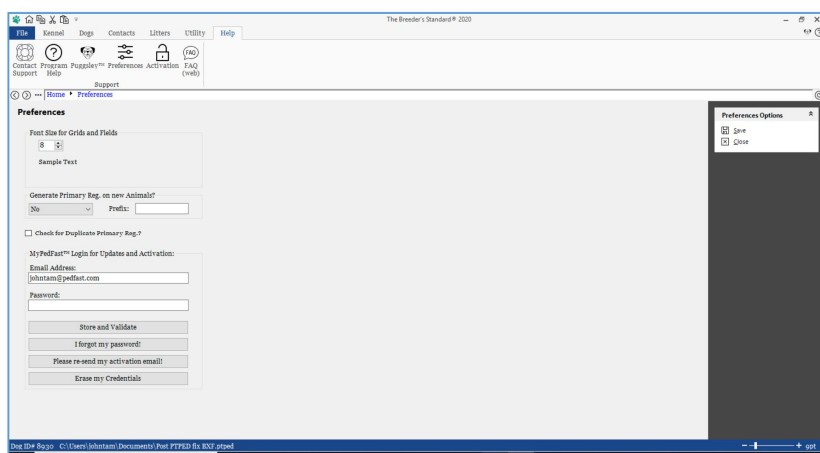 The Breeder's Standard® 2020
File Kennel Dogs Contacts Litters Utility Help
Contact Support Program Help Puggsley™ Preferences Activation FAQ (web)
FAQ
Support
Home Preferences
Preferences
Preferences Options
Save
Close
Font Size for Grids and Fields
8
Sample Text
Generate Primary Reg. on new Animals?
No Prefix:
Check for Duplicate Primary Reg.?
MyPedFast™ Login for Updates and Activation:
Email Address:
johntam@pedfast.com
Password:
Store and Validate
I forgot my password!
Please re-send my activation email!
Erase my Credentials
Dog ID# 8930 C:\Users\johntam\Documents\Post PTPED fix BXF.ptped 9pt